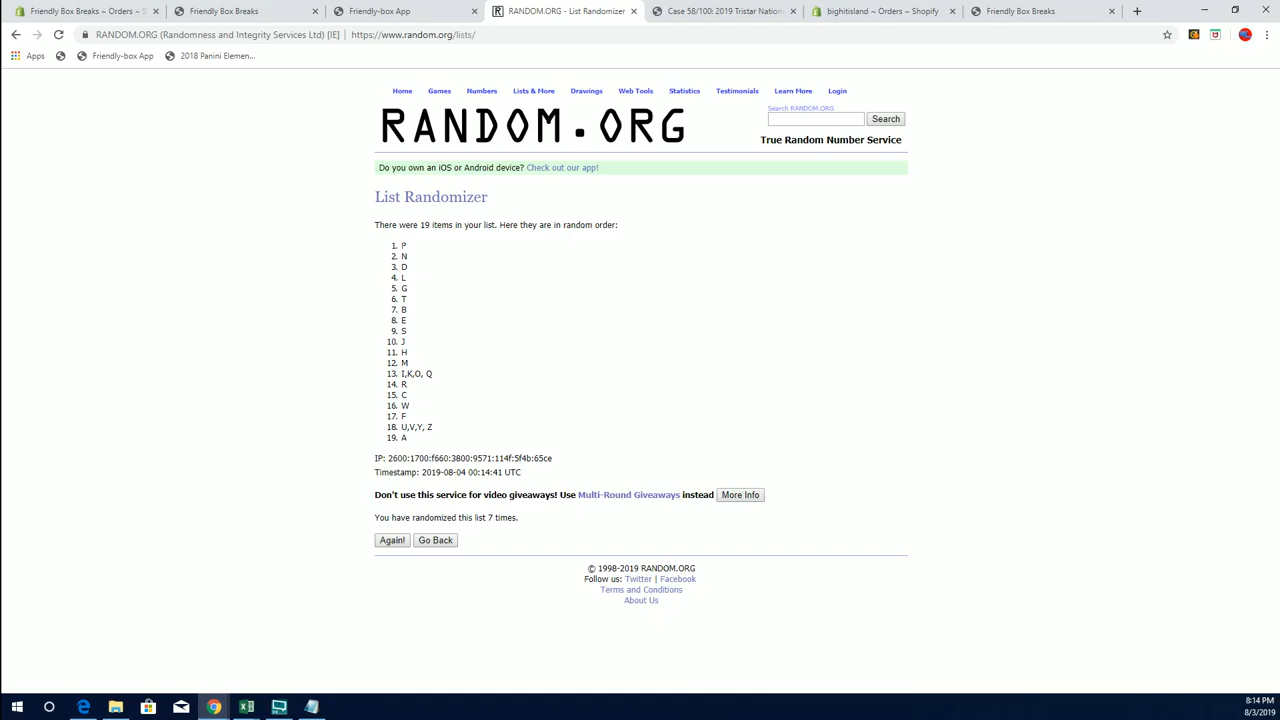 Friendly Box Breaks ~ Orders ~ S
Friendly Box Breaks
Friendly-box App
RANDOM.ORG - List Randomizer
Case 58/100: 2019 Tristar Nation
bighitisland ~ Orders ~ Shopify
Friendly Box Breaks
RANDOM.ORG (Randomness and Integrity Services Ltd) [IE] | https://www.random.org/lists/
Apps Friendly-box App 2018 Panini Elemen...
Home Games Numbers Lists & More Drawings Web Tools Statistics Testimonials Learn More Login
RANDOM.ORG
Search RANDOM.ORG
Search
True Random Number Service
Do you own an iOS or Android device? Check out our app!
List Randomizer
There were 19 items in your list. Here they are in random order:
1. P
2. N
3. D
4. L
5. G
6. T
7. B
8. E
9. S
10. J
11. H
12. M
13. I,K,O, Q
14. R
15. C
16. W
17. F
18. U,V,Y, Z
19. A
IP: 2600:1700:f660:3800:9571:114f:5f4b:65ce
Timestamp: 2019-08-04 00:14:41 UTC
Don't use this service for video giveaways! Use Multi-Round Giveaways instead More Info
You have randomized this list 7 times.
Again! Go Back
© 1998-2019 RANDOM.ORG
Follow us: Twitter | Facebook
Terms and Conditions
About Us
8:14 PM
8/3/2019